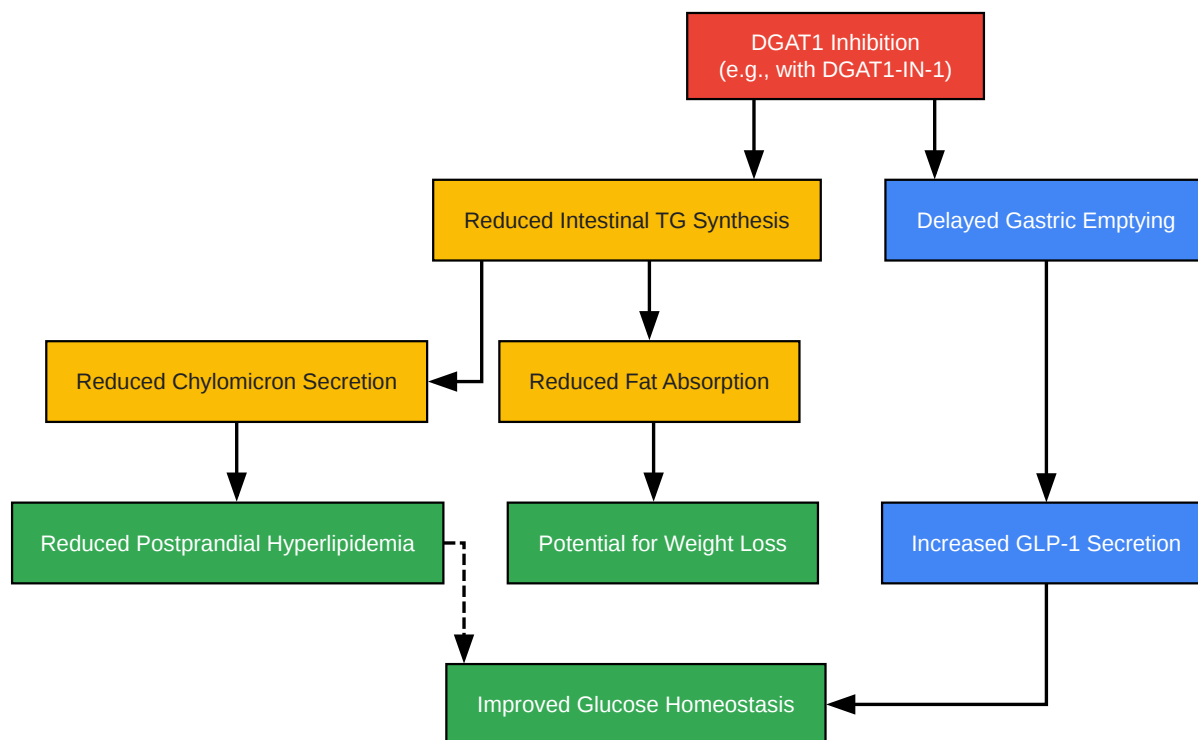 DGAT1 Inhibition
(e.g., with DGAT1-IN-1)
Reduced Intestinal TG Synthesis
Delayed Gastric Emptying
Reduced Chylomicron Secretion
Reduced Fat Absorption
Reduced Postprandial Hyperlipidemia
Potential for Weight Loss
Increased GLP-1 Secretion
Improved Glucose Homeostasis